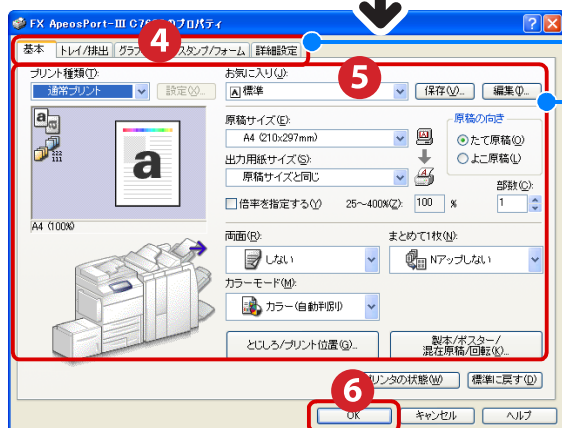 FX ApeosPort-III C76 のプロパティ
4
基本 トレイ/排出 グラフ スタンプ/フォーム 詳細設定
5
プリント種類(T):
通常プリント
設定(X)...
お気に入り(J):
A 標準
保存(V)... 編集(I)...
原稿サイズ(E):
A4 (210x297mm)
出力用紙サイズ(S):
原稿サイズと同じ
倍率を指定する(Y) 25～400%(Z): 100 %
原稿の向き
たて原稿(O)
よこ原稿(L)
部数(C):
1
a
a
A4 (100%)
両面(R):
しない
まとめて1枚(N):
Nアップしない
カラーモード(M):
カラー(自動判別)
とじしろ/プリント位置(G)...
製本/ポスター/
混在原稿/回転(K)...
6
プリンタの状態(W) 標準に戻す(D)
OK キャンセル ヘルプ